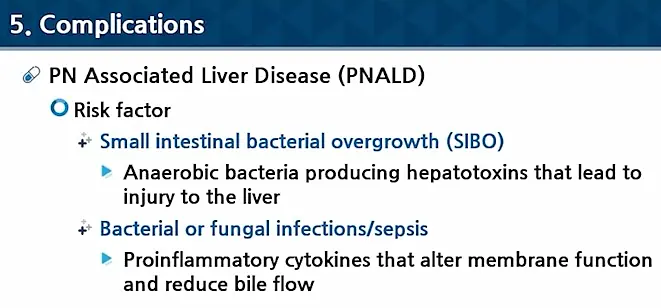 5. Complications
PN Associated Liver Disease (PNALD)
Risk factor
Small intestinal bacterial overgrowth (SIBO)
Anaerobic bacteria producing hepatotoxins that lead to
injury to the liver
Bacterial or fungal infections/sepsis
Proinflammatory cytokines that alter membrane function
and reduce bile flow